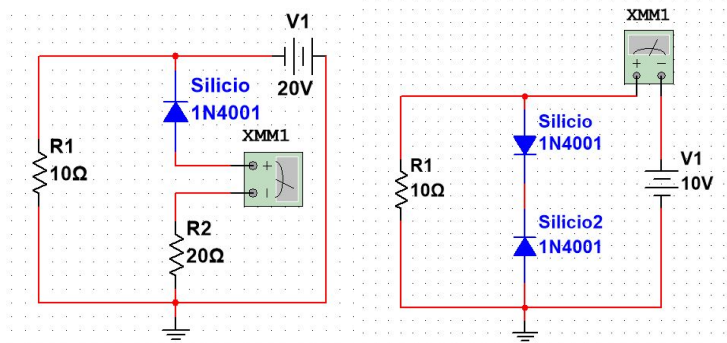 V1
20V
Silicio
1N4001
XMM1
R1
10Ω
R2
20Ω
XMM1
Silicio
1N4001
R1
10Ω
V1
10V
Silicio2
1N4001